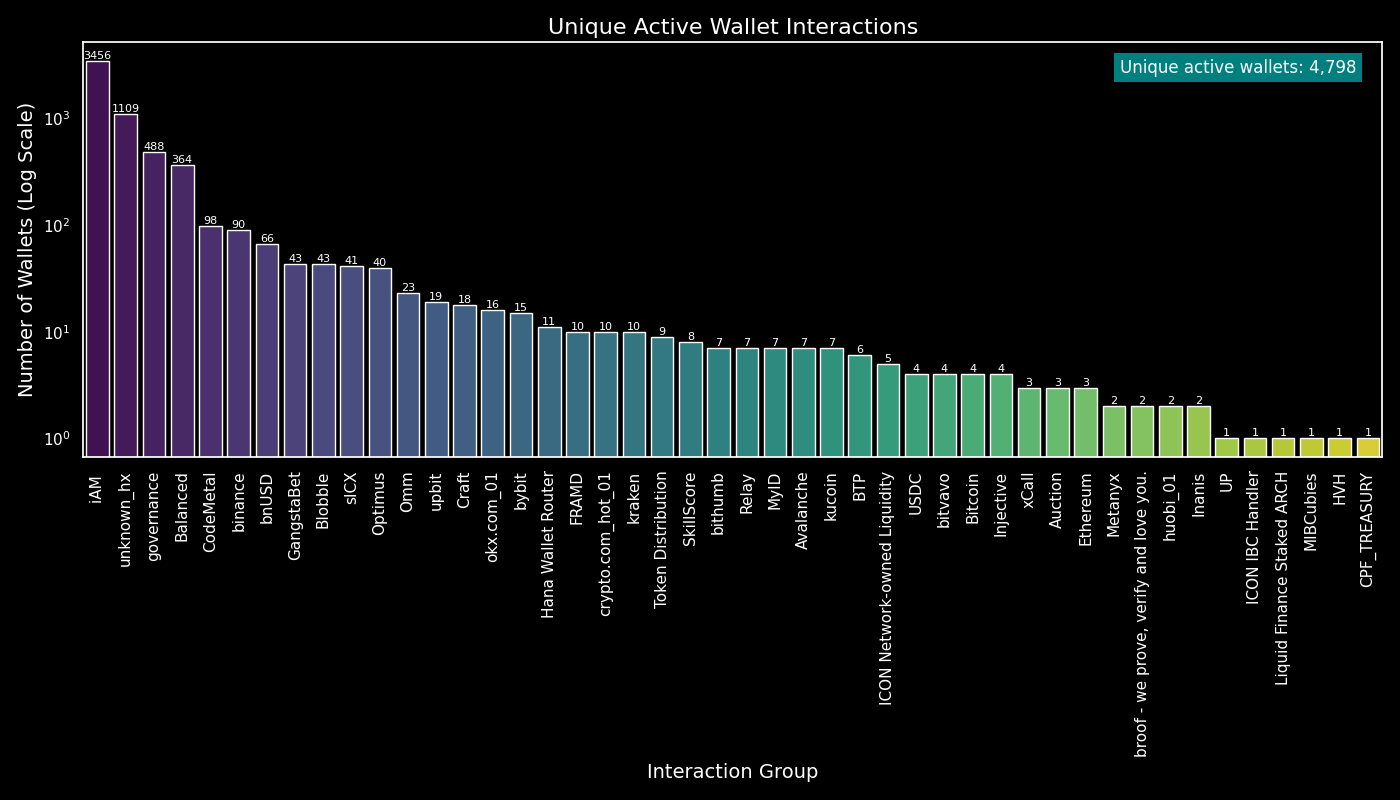 Unique Active Wallet Interactions
Unique active wallets: 4,798
Number of Wallets (Log Scale)
10³
10²
10¹
10⁰
3456
1109
488
364
98
90
66
43
43
41
40
23
19
18
16
15
11
10
10
10
9
8
7
7
7
7
7
6
5
4
4
4
4
3
3
3
2
2
2
2
1
1
1
1
1
1
iAM
unknown_hx
governance
Balanced
CodeMetal
binance
bnUSD
GangstaBet
Blobble
sICX
Optimus
Omm
upbit
Craft
okx.com_01
bybit
Hana Wallet Router
FRAMD
crypto.com_hot_01
kraken
Token Distribution
SkillScore
bithumb
Relay
MyID
Avalanche
kucoin
BTP
ICON Network-owned Liquidity
USDC
bitvavo
Bitcoin
Injective
xCall
Auction
Ethereum
Metanyx
broof - we prove, verify and love you.
huobi_01
Inanis
UP
ICON IBC Handler
Liquid Finance Staked ARCH
MIBCubies
HVH
CPF_TREASURY
Interaction Group